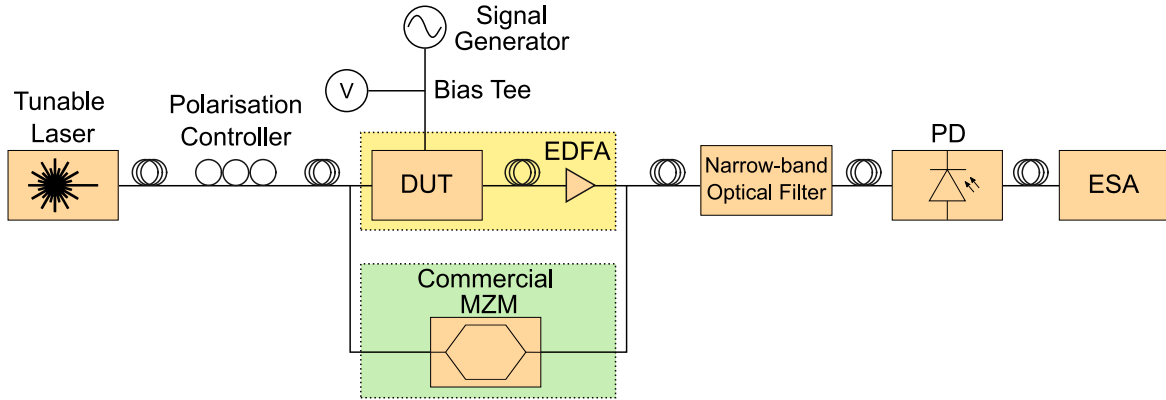 Signal
Generator
V
Bias Tee
Tunable
Laser
Polarisation
Controller
EDFA
DUT
Narrow-band
Optical Filter
PD
ESA
Commercial
MZM